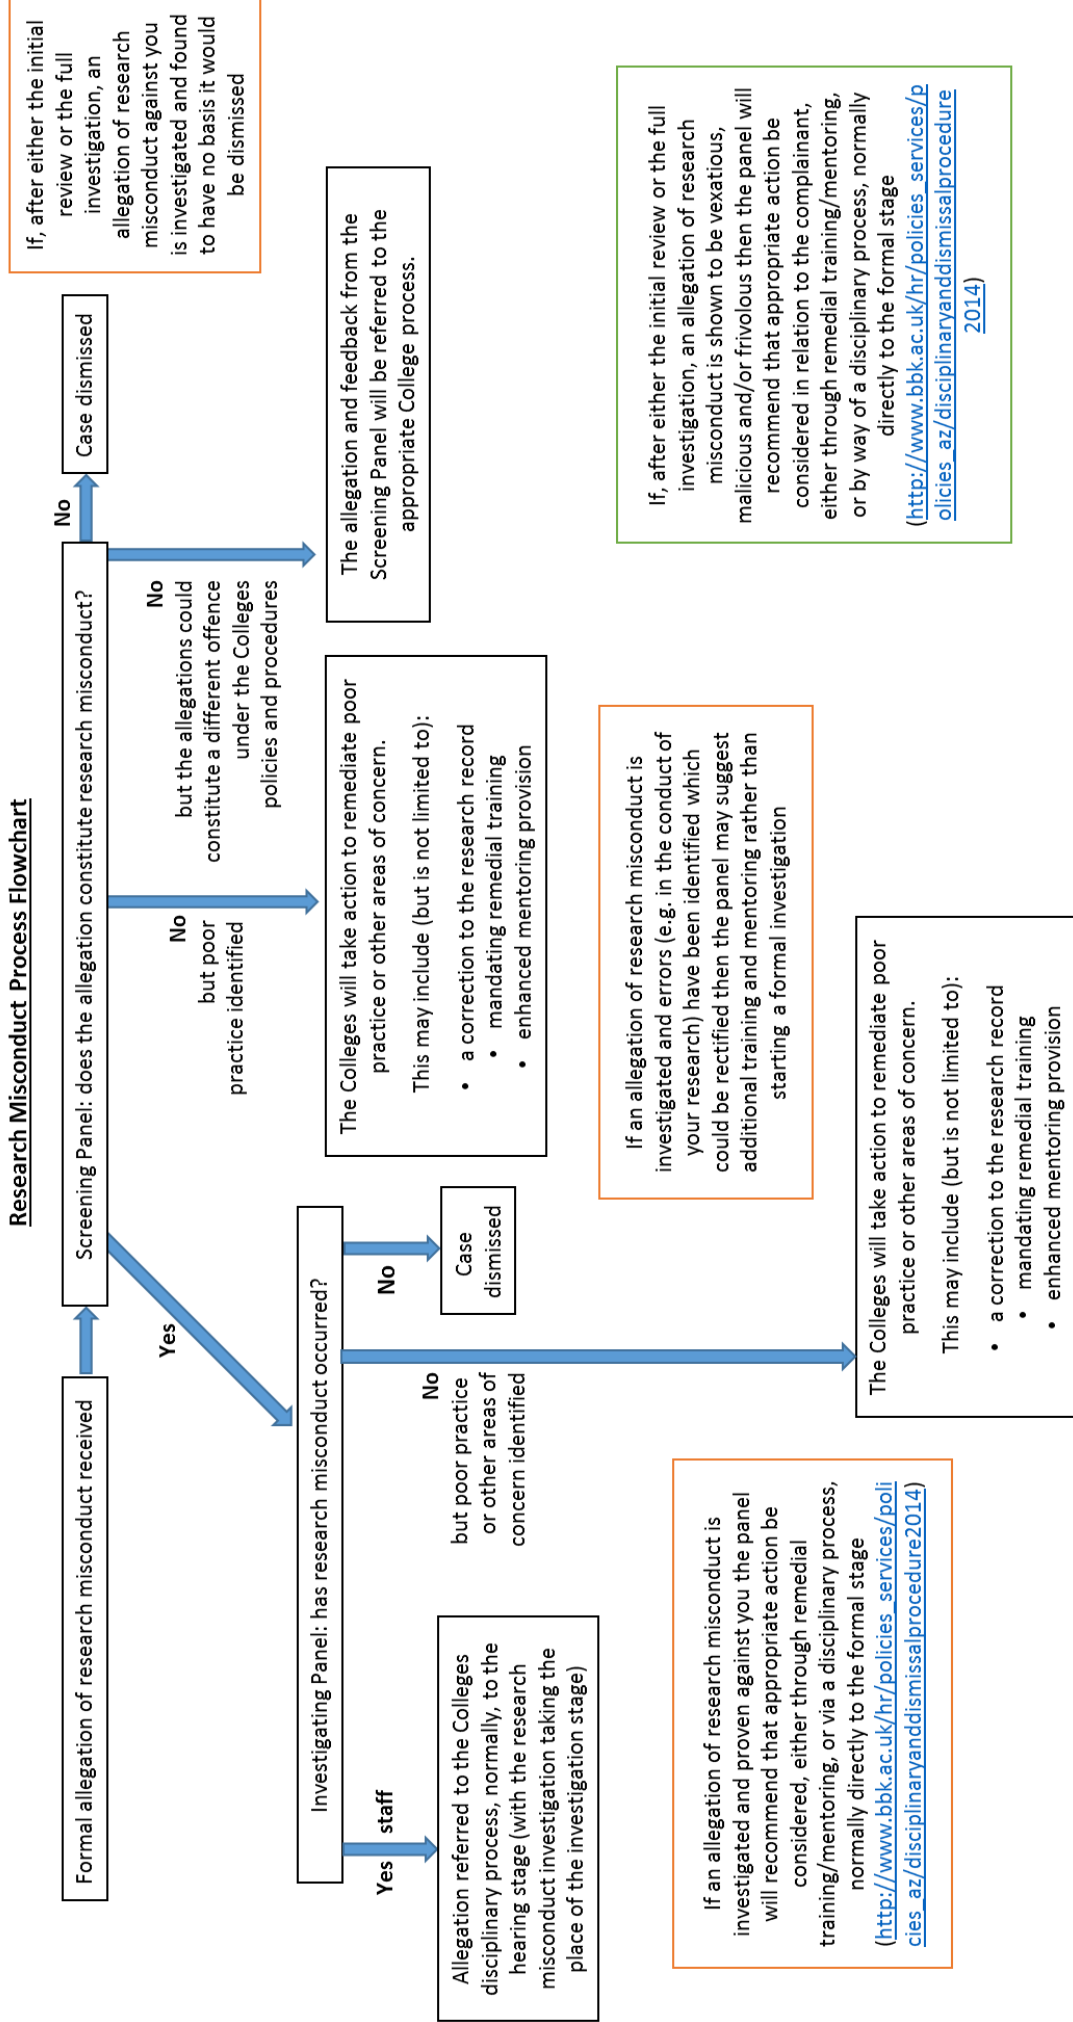 Research Misconduct Process Flowchart
Formal allegation of research misconduct received
Screening Panel: does the allegation constitute research misconduct?
No
Case dismissed
If, after either the initial
review or the full
investigation, an
allegation of research
misconduct against you
is investigated and found
to have no basis it would
be dismissed
Yes
No
but poor
practice identified
No
but the allegations could
constitute a different offence
under the Colleges
policies and procedures
Investigating Panel: has research misconduct occurred?
The Colleges will take action to remediate poor
practice or other areas of concern.
This may include (but is not limited to):
• a correction to the research record
• mandating remedial training
• enhanced mentoring provision
The allegation and feedback from the
Screening Panel will be referred to the
appropriate College process.
Yes staff
No
but poor practice
or other areas of
concern identified
No
Case
dismissed
Allegation referred to the Colleges
disciplinary process, normally, to the
hearing stage (with the research
misconduct investigation taking the
place of the investigation stage)
If an allegation of research misconduct is
investigated and errors (e.g. in the conduct of
your research) have been identified which
could be rectified then the panel may suggest
additional training and mentoring rather than
starting a formal investigation
If, after either the initial review or the full
investigation, an allegation of research
misconduct is shown to be vexatious,
malicious and/or frivolous then the panel will
recommend that appropriate action be
considered in relation to the complainant,
either through remedial training/mentoring,
or by way of a disciplinary process, normally
directly to the formal stage
(http://www.bbk.ac.uk/hr/policies_services/p
olicies_az/disciplinaryanddismissalprocedure
2014)
If an allegation of research misconduct is
investigated and proven against you the panel
will recommend that appropriate action be
considered, either through remedial
training/mentoring, or via a disciplinary process,
normally directly to the formal stage
(http://www.bbk.ac.uk/hr/policies_services/poli
cies_az/disciplinaryanddismissalprocedure2014)
The Colleges will take action to remediate poor
practice or other areas of concern.
This may include (but is not limited to):
• a correction to the research record
• mandating remedial training
• enhanced mentoring provision